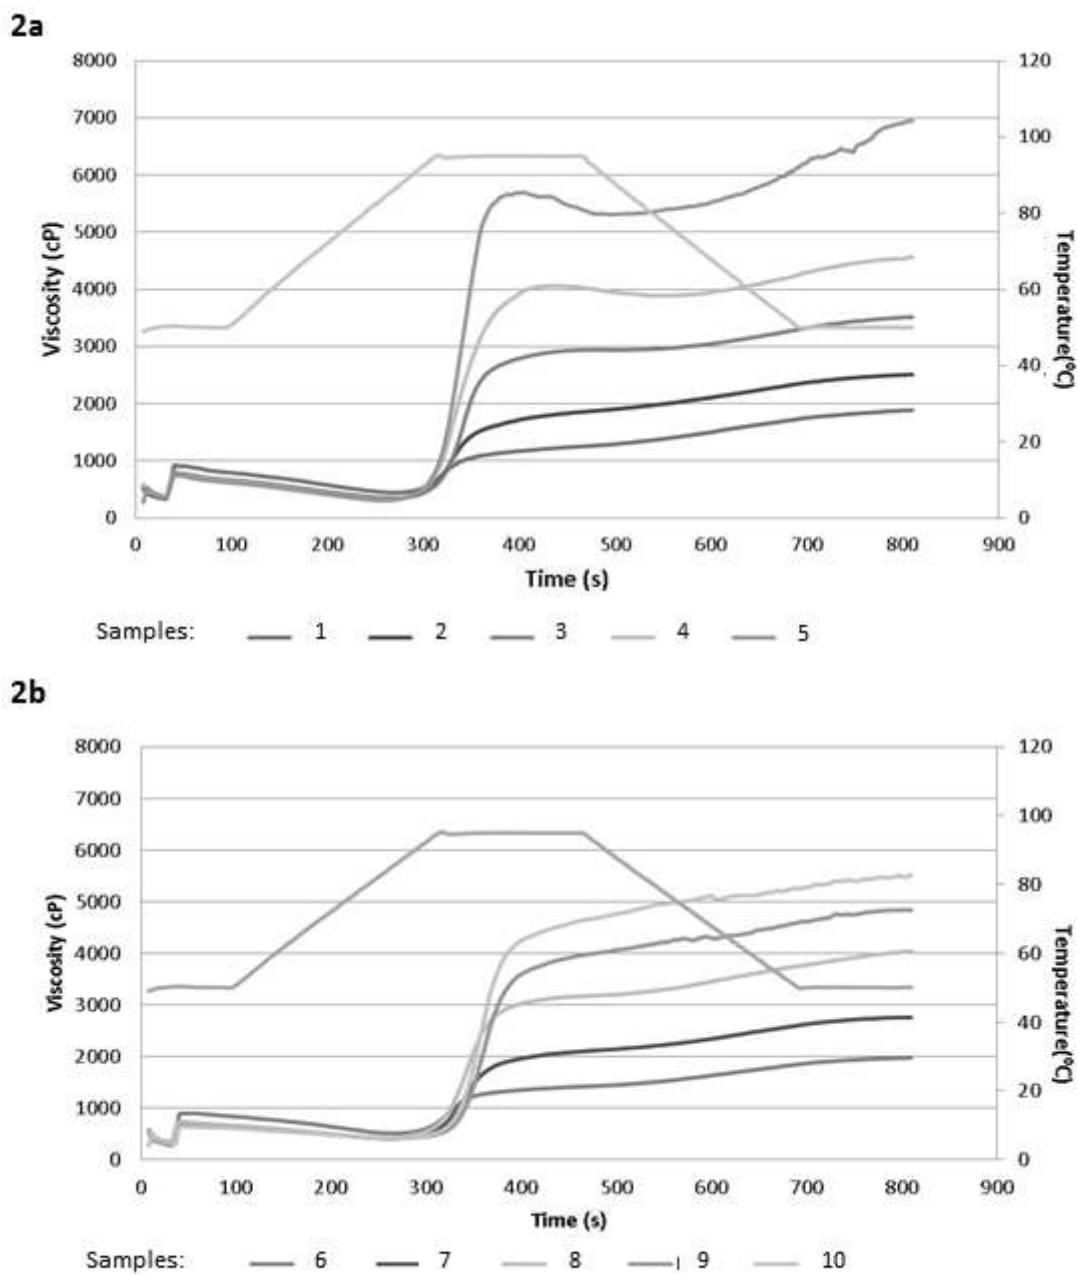 2a
8000 120
7000 100
6000
5000 80
4000 60
3000 40
2000
1000 20
0 0
Viscosity (cP)
Temperature(°C)
0 100 200 300 400 500 600 700 800 900
Time (s)
Samples: 1 2 3 4 5
2b
8000 120
7000 100
6000
5000 80
4000 60
3000 40
2000 20
1000
0 0
Viscosity (cP)
Temperature(°C)
0 100 200 300 400 500 600 700 800 900
Time (s)
Samples: 6 7 8 9 10